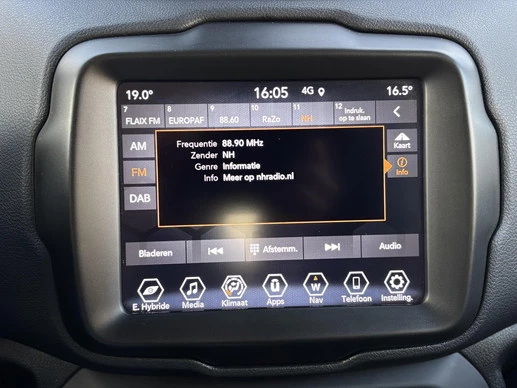 19.0° 16:05 4G 16.5°
7 8 9 10 11 12
FLAIX FM EUROPAF 88.60 RaZo NH Indruk. op te slaan
AM
FM
DAB
Frequentie 88.90 MHz
Zender NH
Genre Informatie
Info Meer op nhradio.nl
Kaart
Info
Bladeren Afstemm. Audio
E. Hybride Media Klimaat Apps Nav Telefoon Instelling.
W